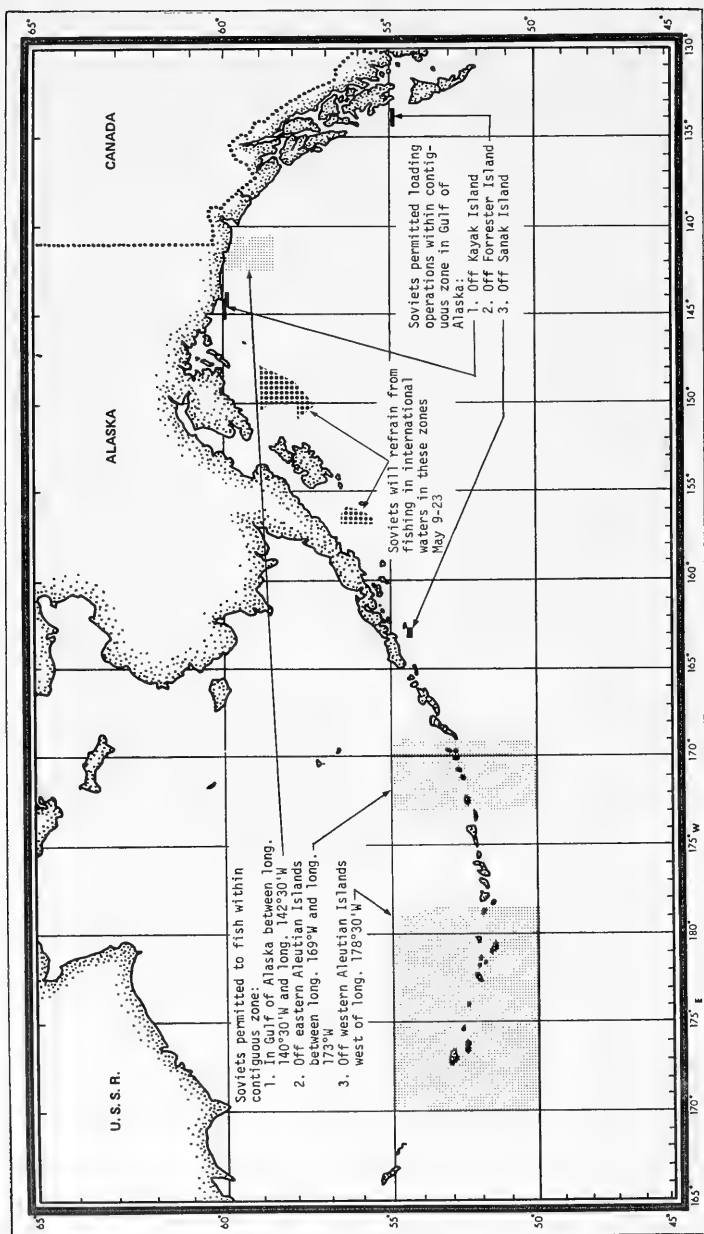 65°
60°
55°
50°
45°
U.S.S.R.
ALASKA
CANADA
Soviets permitted to fish within
contiguous zone:
1. In Gulf of Alaska between long.
140°30'W and long. 142°30'W
2. Off eastern Aleutian Islands
between long. 169°W and long.
173°W
3. Off western Aleutian Islands
west of long. 178°30'W
Soviets will refrain from
fishing in international
waters in these zones
May 9-23
Soviets permitted loading
operations within contig-
uous zone in Gulf of
Alaska:
1. Off Kayak Island
2. Off Forrester Island
3. Off Sanak Island
65°
60°
55°
50°
45°
165°
170°
175°
E
180°
175°
W
170°
165°
160°
155°
150°
145°
140°
135°
130°